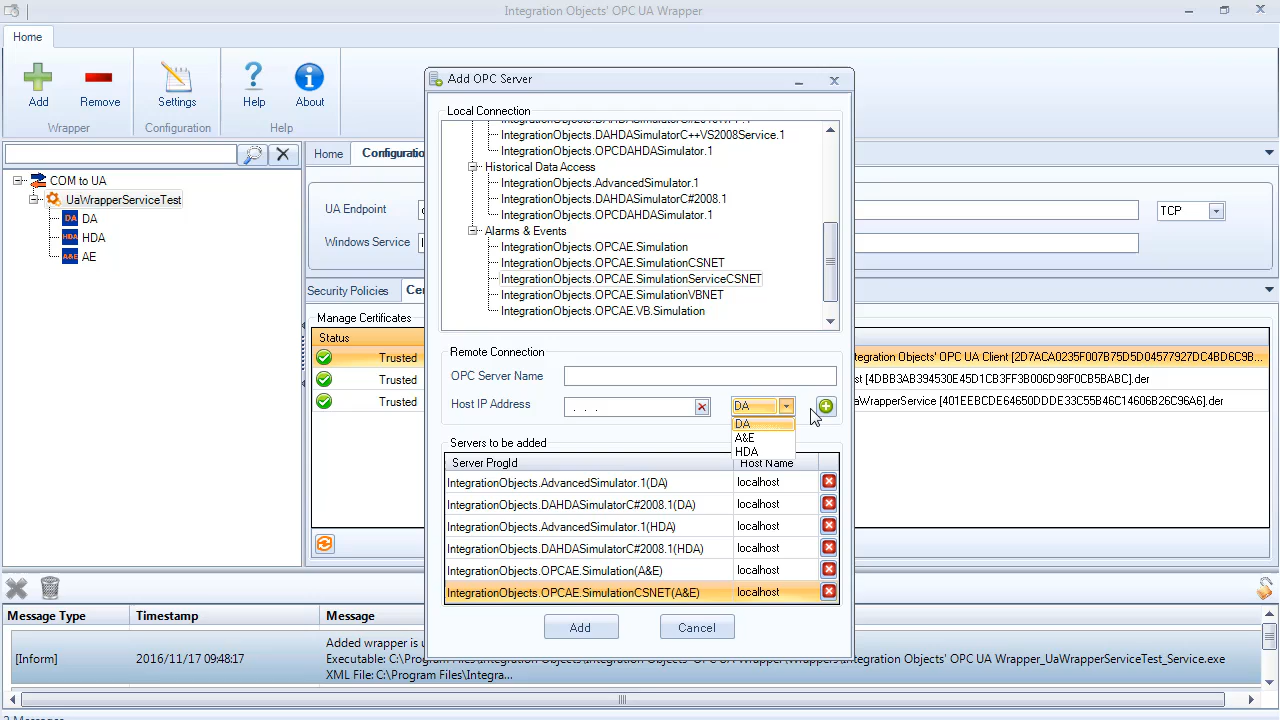 Integration Objects' OPC UA Wrapper
Home
Add
Remove
Settings
Help
About
Wrapper
Configuration
Help
COM to UA
UaWrapperServiceTest
DA
HDA
AE
Home
UA Endpoint
TCP
Windows Service
Security Policies
Manage Certificates
Status
Trusted
Trusted
Trusted
ntegration Objects' OPC UA Client [2D7ACA0235F007B75D5D04577927DC4BD6C9B...
[4DBB3AB394530E45D1CB3FF3B006D98F0CB5BABC].der
aWrapperService [401EEBCDE64650DDDE33C55B46C14606B26C96A6].der
Add OPC Server
Local Connection
IntegrationObjects.DAHDASimulatorC++VS2008Service.1
IntegrationObjects.OPCDAHDASimulator.1
Historical Data Access
IntegrationObjects.AdvancedSimulator.1
IntegrationObjects.DAHDASimulatorC#2008.1
IntegrationObjects.OPCDAHDASimulator.1
Alarms & Events
IntegrationObjects.OPCAE.Simulation
IntegrationObjects.OPCAE.SimulationCSNET
IntegrationObjects.OPCAE.SimulationServiceCSNET
IntegrationObjects.OPCAE.SimulationVBNET
IntegrationObjects.OPCAE.VB.Simulation
Remote Connection
OPC Server Name
Host IP Address . . . DA
DA
A&E
HDA
Servers to be added
Server ProgId Host Name
IntegrationObjects.AdvancedSimulator.1(DA) localhost
IntegrationObjects.DAHDASimulatorC#2008.1(DA) localhost
IntegrationObjects.AdvancedSimulator.1(HDA) localhost
IntegrationObjects.DAHDASimulatorC#2008.1(HDA) localhost
IntegrationObjects.OPCAE.Simulation(A&E) localhost
IntegrationObjects.OPCAE.SimulationCSNET(A&E) localhost
Add Cancel
Message Type Timestamp Message
[Inform] 2016/11/17 09:48:17
Added wrapper is u
Executable: C:\Program Files\Integration Objects\Integration Objects' OPC UA Wrapper\Wrappers\Integration Objects' OPC UA Wrapper_UaWrapperServiceTest_Service.exe
XML File: C:\Program Files\Integra...